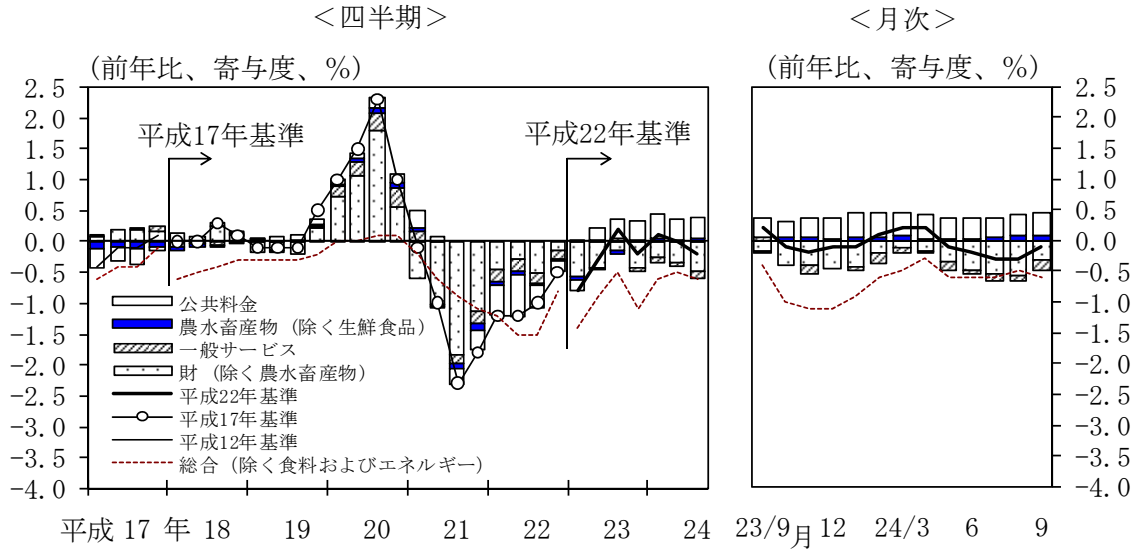 ＜四半期＞
(前年比、寄与度、%)
2.5
2.0
1.5
1.0
0.5
0.0
-0.5
-1.0
-1.5
-2.0
-2.5
-3.0
-3.5
-4.0
平成17年基準
平成22年基準
公共料金
農水畜産物（除く生鮮食品）
一般サービス
財（除く農水畜産物）
平成22年基準
平成17年基準
平成12年基準
総合（除く食料およびエネルギー）
平成 17 年 18 19 20 21 22 23 24
＜月次＞
(前年比、寄与度、%)
2.5
2.0
1.5
1.0
0.5
0.0
-0.5
-1.0
-1.5
-2.0
-2.5
-3.0
-3.5
-4.0
23/9月 12 24/3 6 9